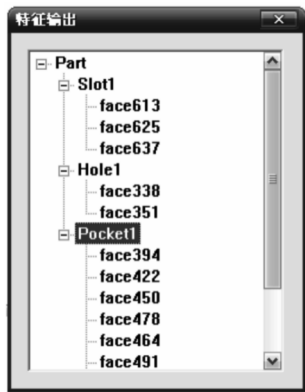 特征输出
Part
Slot1
face613
face625
face637
Hole1
face338
face351
Pocket1
face394
face422
face450
face478
face464
face491